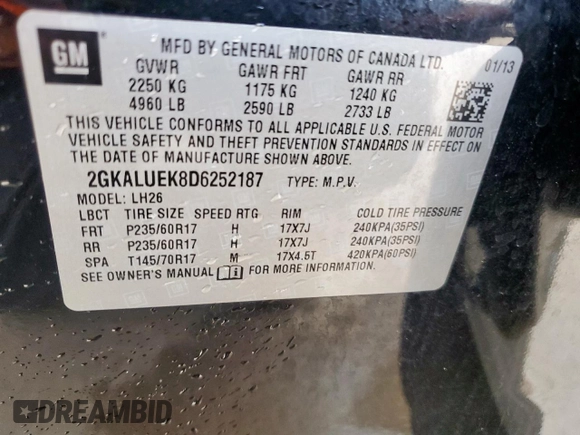 GM
MFD BY GENERAL MOTORS OF CANADA LTD.
GVWR GAWR FRT GAWR RR 01/13
2250 KG 1175 KG 1240 KG
4960 LB 2590 LB 2733 LB
THIS VEHICLE CONFORMS TO ALL APPLICABLE U.S. FEDERAL MOTOR
VEHICLE SAFETY AND THEFT PREVENTION STANDARDS IN EFFECT ON
THE DATE OF MANUFACTURE SHOWN ABOVE.
2GKALUEK8D6252187 TYPE: M.P.V.
MODEL: LH26
LBCT TIRE SIZE SPEED RTG RIM COLD TIRE PRESSURE
FRT P235/60R17 H 17X7J 240KPA(35PSI)
RR P235/60R17 H 17X7J 240KPA(35PSI)
SPA T145/70R17 M 17X4.5T 420KPA(60PSI)
SEE OWNER'S MANUAL FOR MORE INFORMATION.
DREAMBID